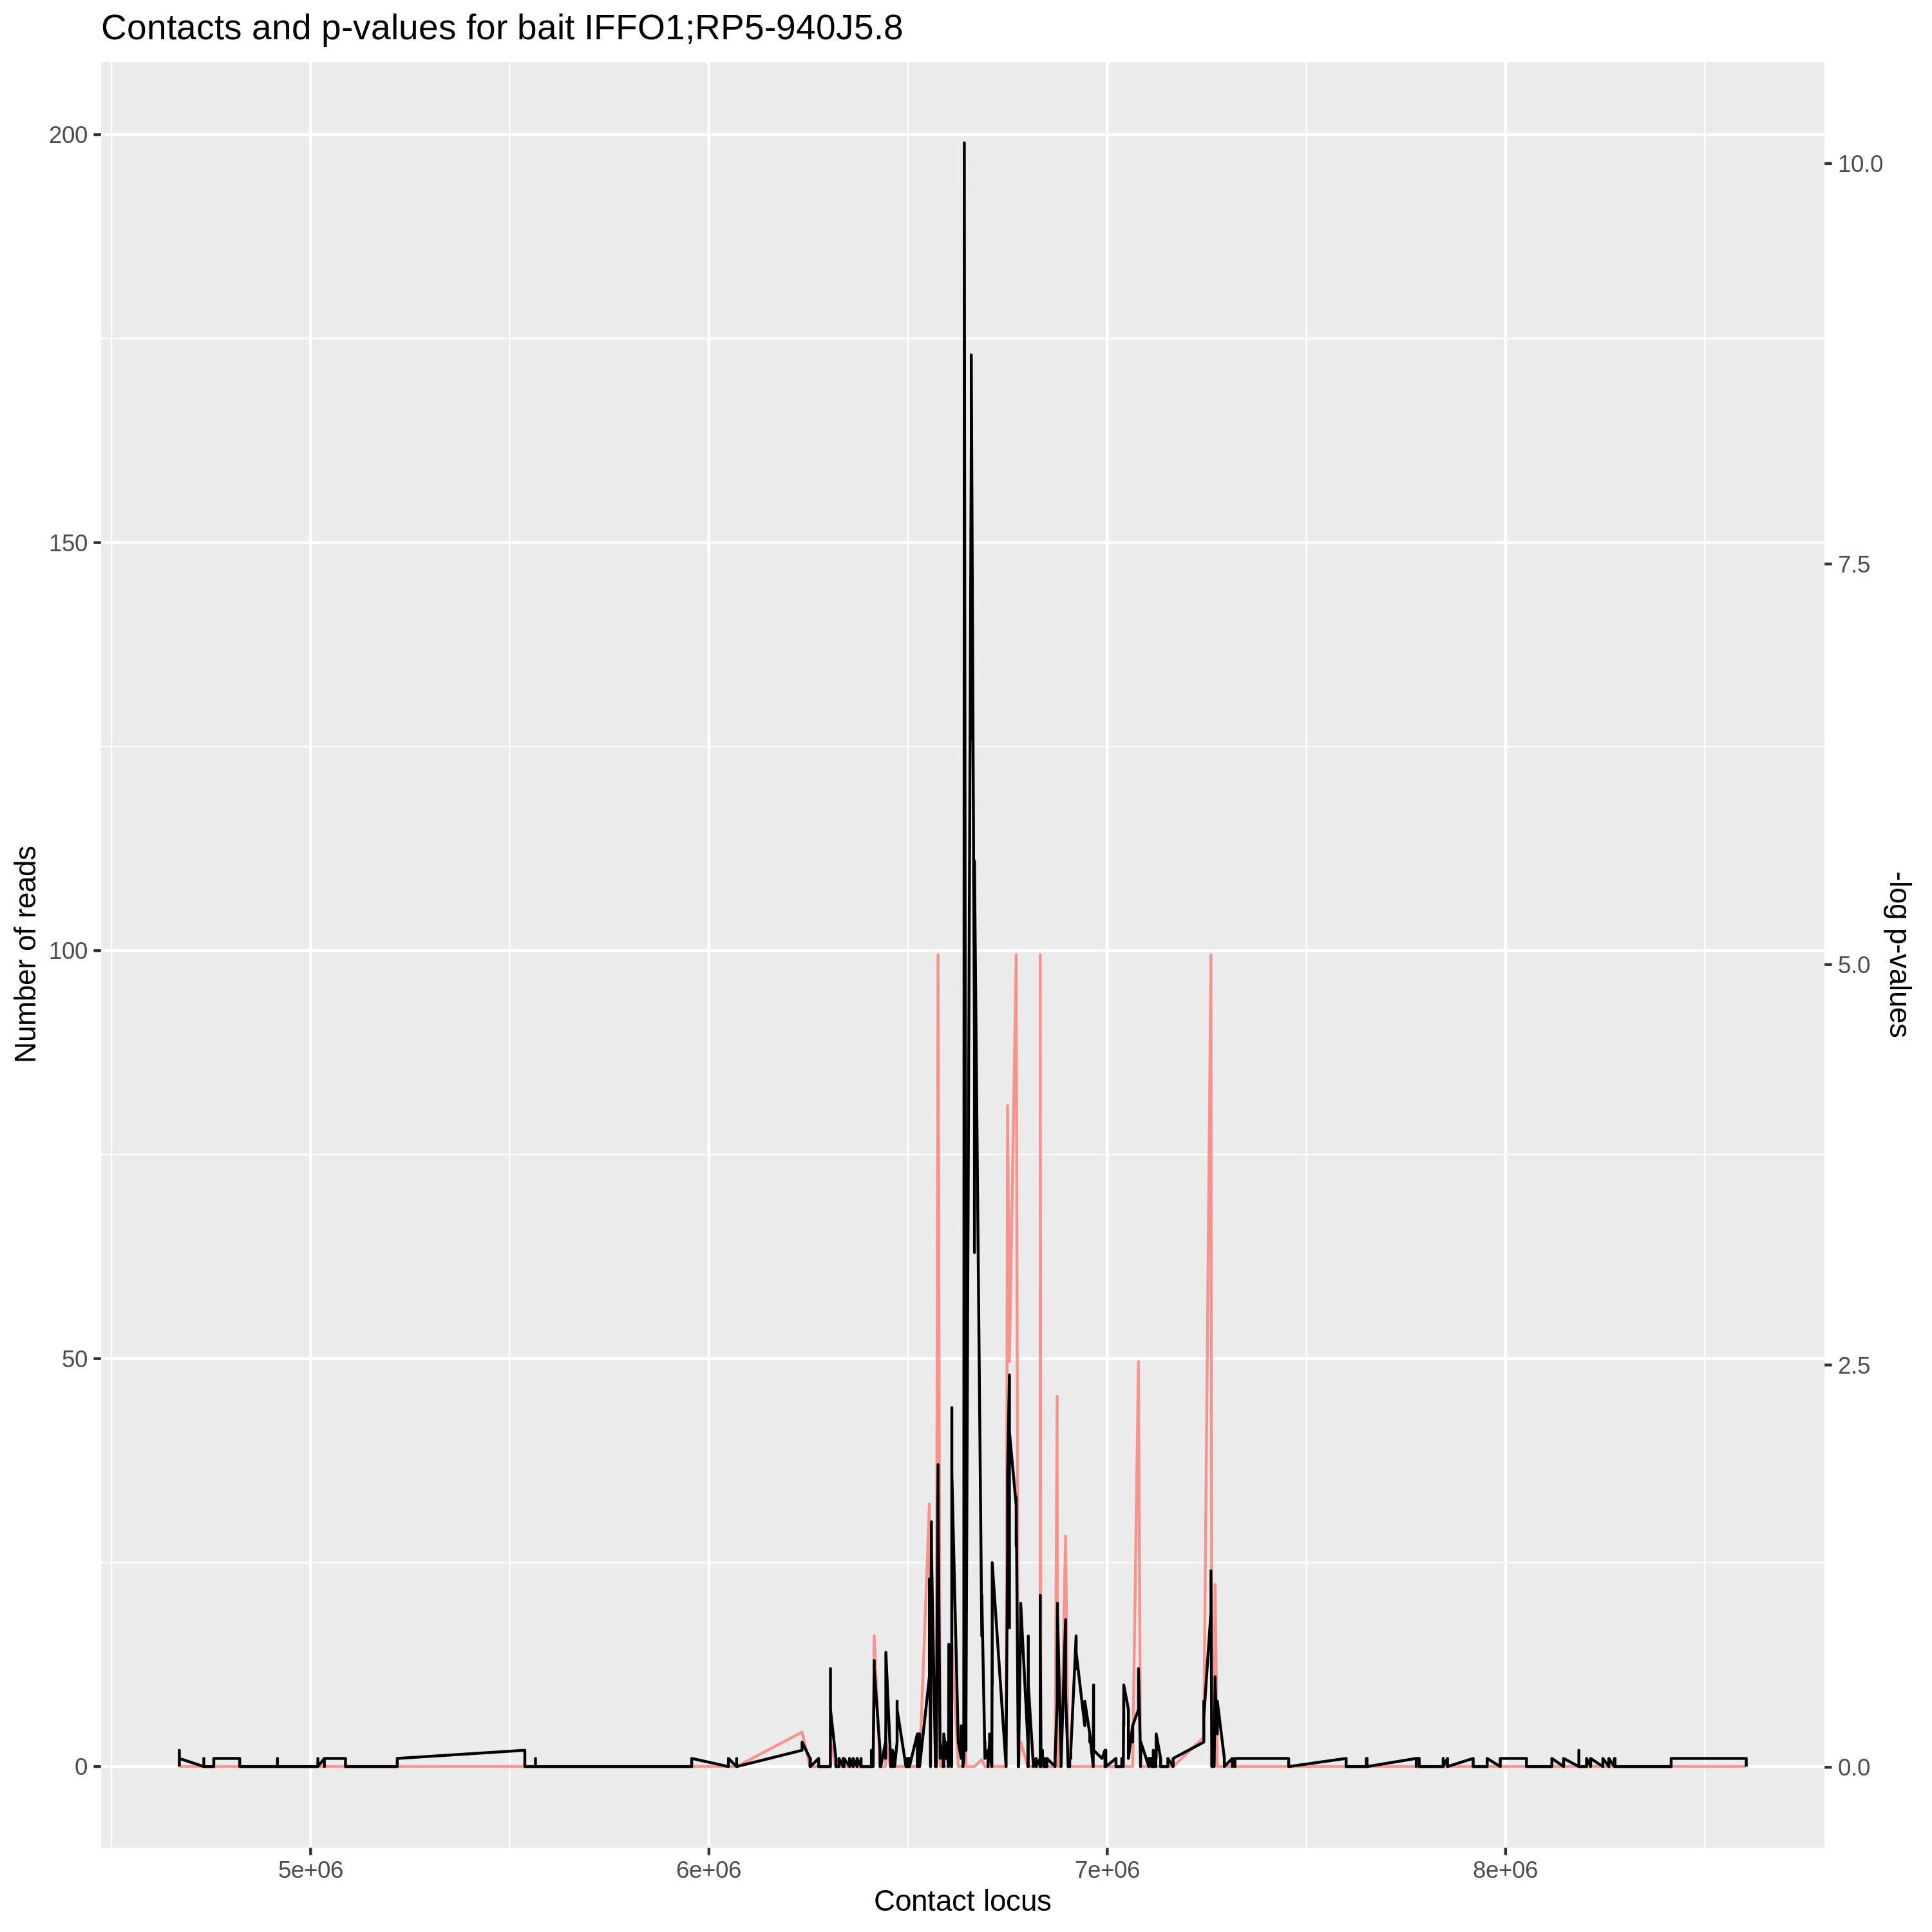 Contacts and p-values for bait IFFO1;RP5-940J5.8
200
150
100
50
0
Number of reads
10.0
7.5
5.0
2.5
0.0
-log p-values
5e+06
6e+06
7e+06
8e+06
Contact locus